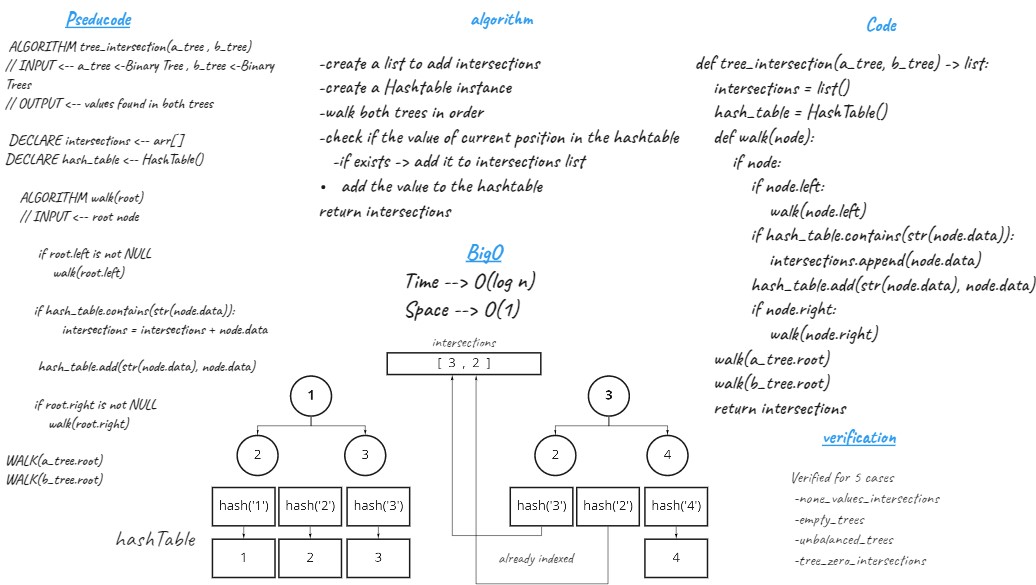 Pseducode
ALGORITHM tree_intersection(a_tree , b_tree)
// INPUT <-- a_tree <-Binary Tree , b_tree <-Binary
Trees
// OUTPUT <-- values found in both trees
DECLARE intersections <-- arr[]
DECLARE hash_table <-- HashTable()
ALGORITHM walk(root)
// INPUT <-- root node
if root.left is not NULL
walk(root.left)
if hash_table.contains(str(node.data)):
intersections = intersections + node.data
hash_table.add(str(node.data), node.data)
if root.right is not NULL
walk(root.right)
WALK(a_tree.root)
WALK(b_tree.root)
algorithm
-create a list to add intersections
-create a Hashtable instance
-walk both trees in order
-check if the value of current position in the hashtable
-if exists -> add it to intersections list
• add the value to the hashtable
return intersections
BigO
Time --> O(log n)
Space --> O(1)
Code
def tree_intersection(a_tree, b_tree) -> list:
intersections = list()
hash_table = HashTable()
def walk(node):
if node:
if node.left:
walk(node.left)
if hash_table.contains(str(node.data)):
intersections.append(node.data)
hash_table.add(str(node.data), node.data)
if node.right:
walk(node.right)
walk(a_tree.root)
walk(b_tree.root)
return intersections
verification
Verified for 5 cases
-none_values_intersections
-empty_trees
-unbalanced_trees
-tree_zero_intersections
intersections
[ 3 , 2 ]
1
2 3
hash('1') hash('2') hash('3')
hashTable
1 2 3
3
2 4
hash('3') hash('2') hash('4')
already indexed
4